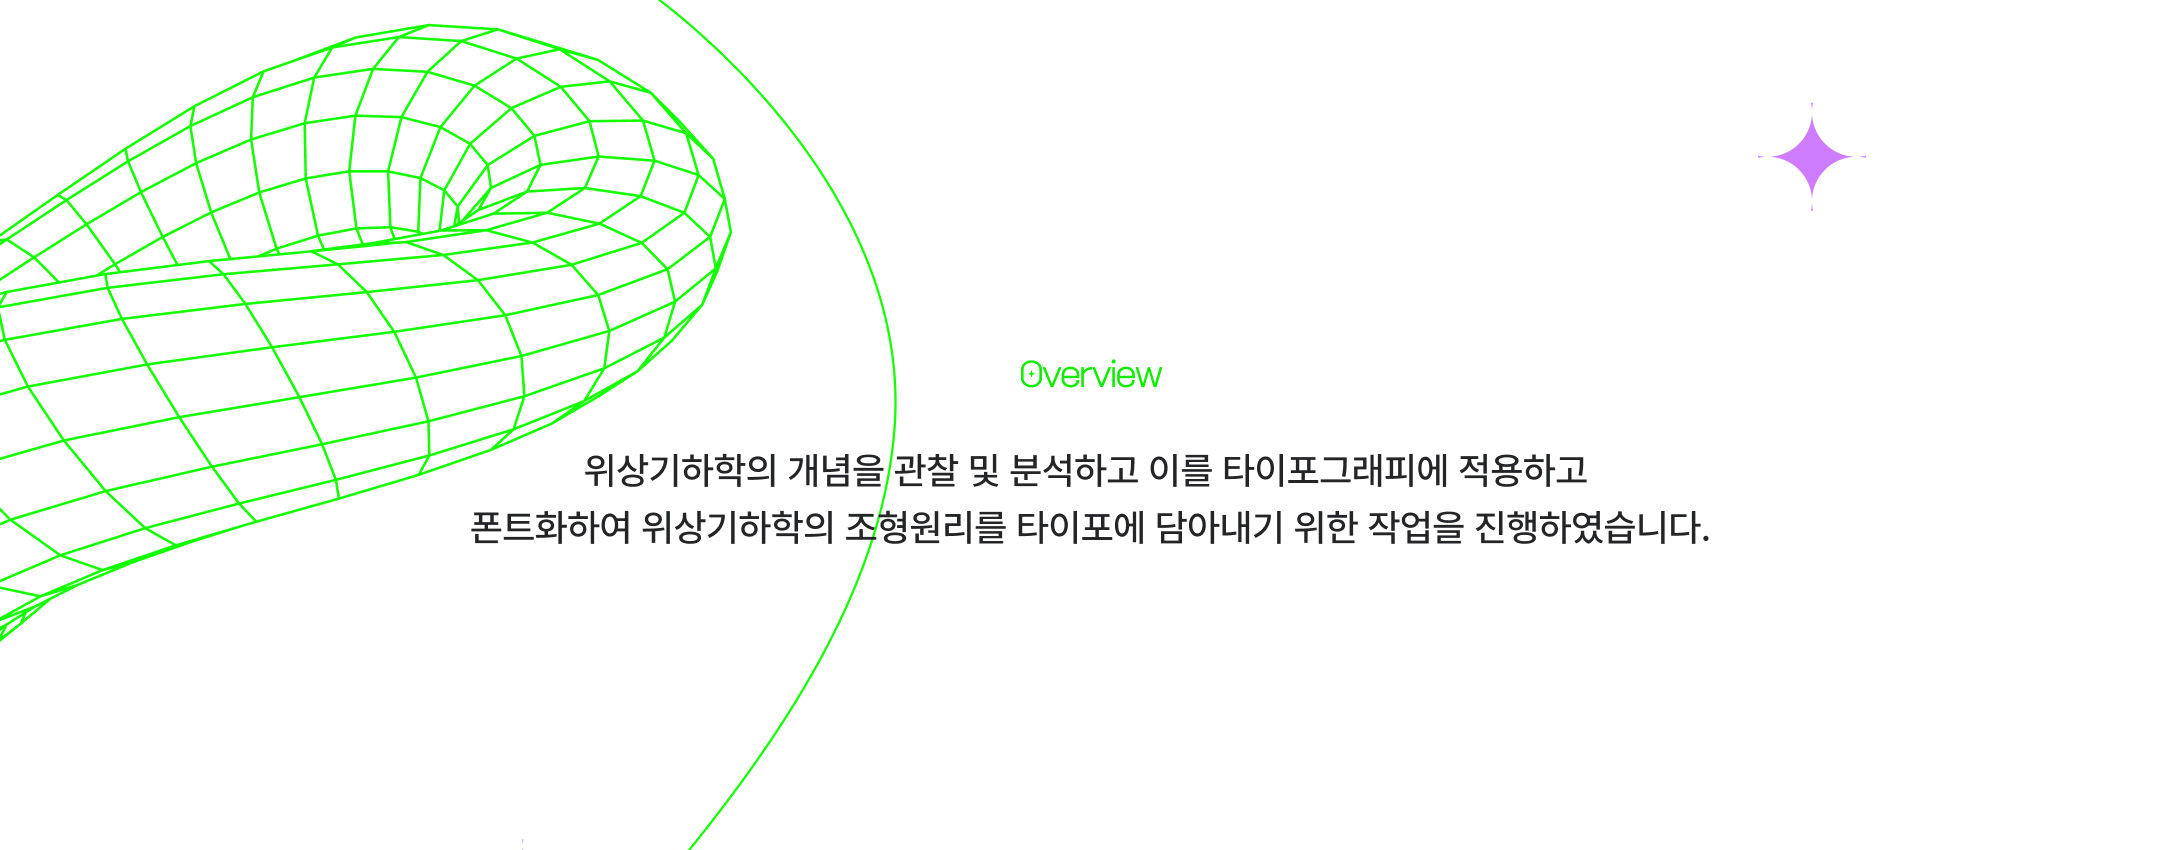 Overview
위상기하학의 개념을 관찰 및 분석하고 이를 타이포그래피에 적용하고
폰트화하여 위상기하학의 조형원리를 타이포에 담아내기 위한 작업을 진행하였습니다.